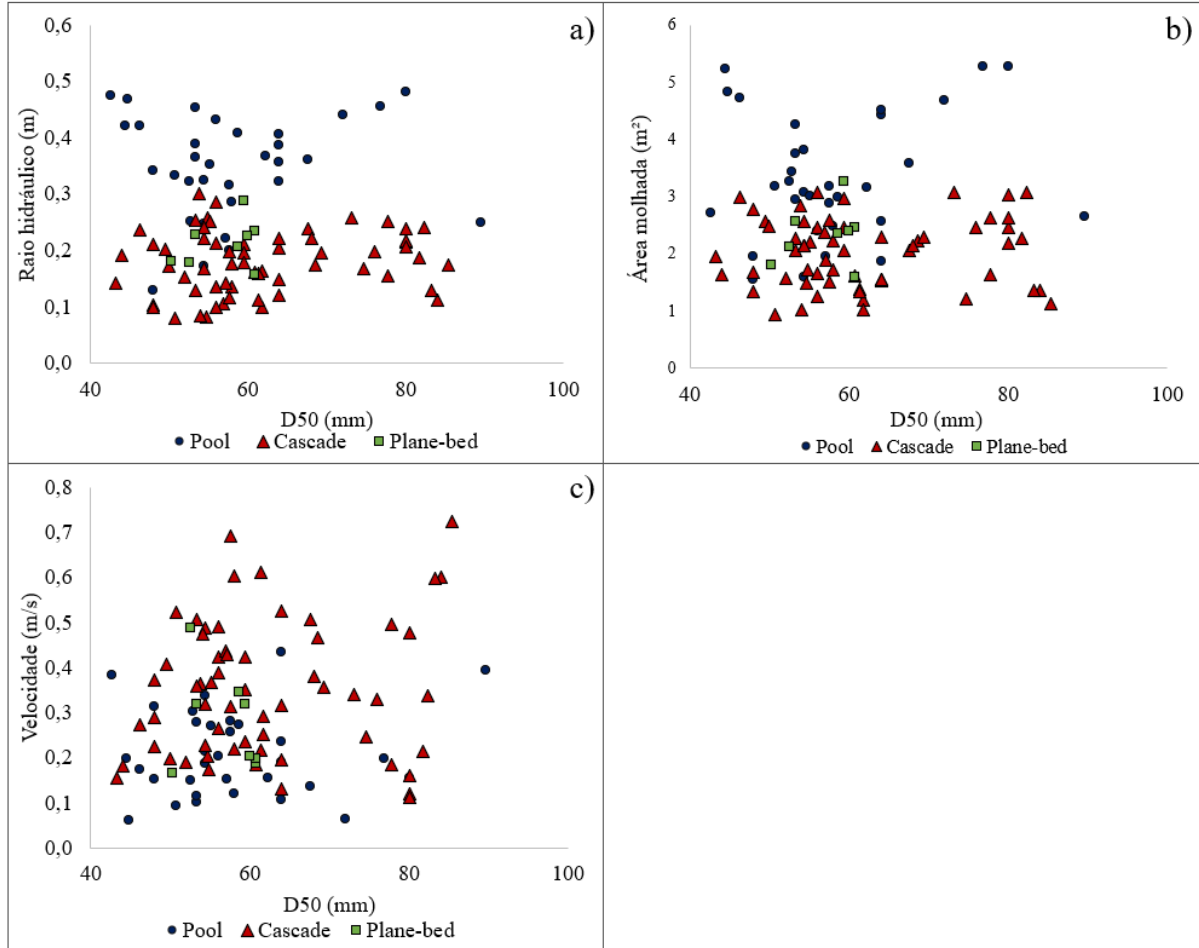 a)
Raio hidráulico (m)
0,6
0,5
0,4
0,3
0,2
0,1
0,0
40 60 80 100
D50 (mm)
Pool Cascade Plane-bed
b)
Área molhada (m²)
6
5
4
3
2
1
0
40 60 80 100
D50 (mm)
Pool Cascade Plane-bed
c)
Velocidade (m/s)
0,8
0,7
0,6
0,5
0,4
0,3
0,2
0,1
0,0
40 60 80 100
D50 (mm)
Pool Cascade Plane-bed